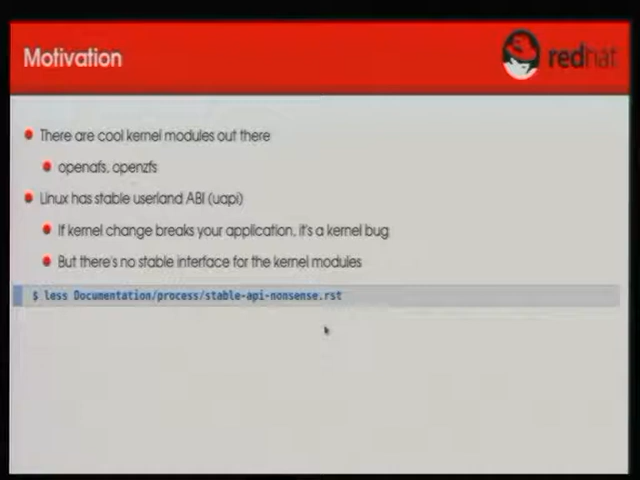 Motivation
redhat
There are cool kernel modules out there
openafs, openzfs
Linux has stable userland ABI (uapi)
If kernel change breaks your application, it's a kernel bug
But there's no stable interface for the kernel modules
$ less Documentation/process/stable-api-nonsense.rst